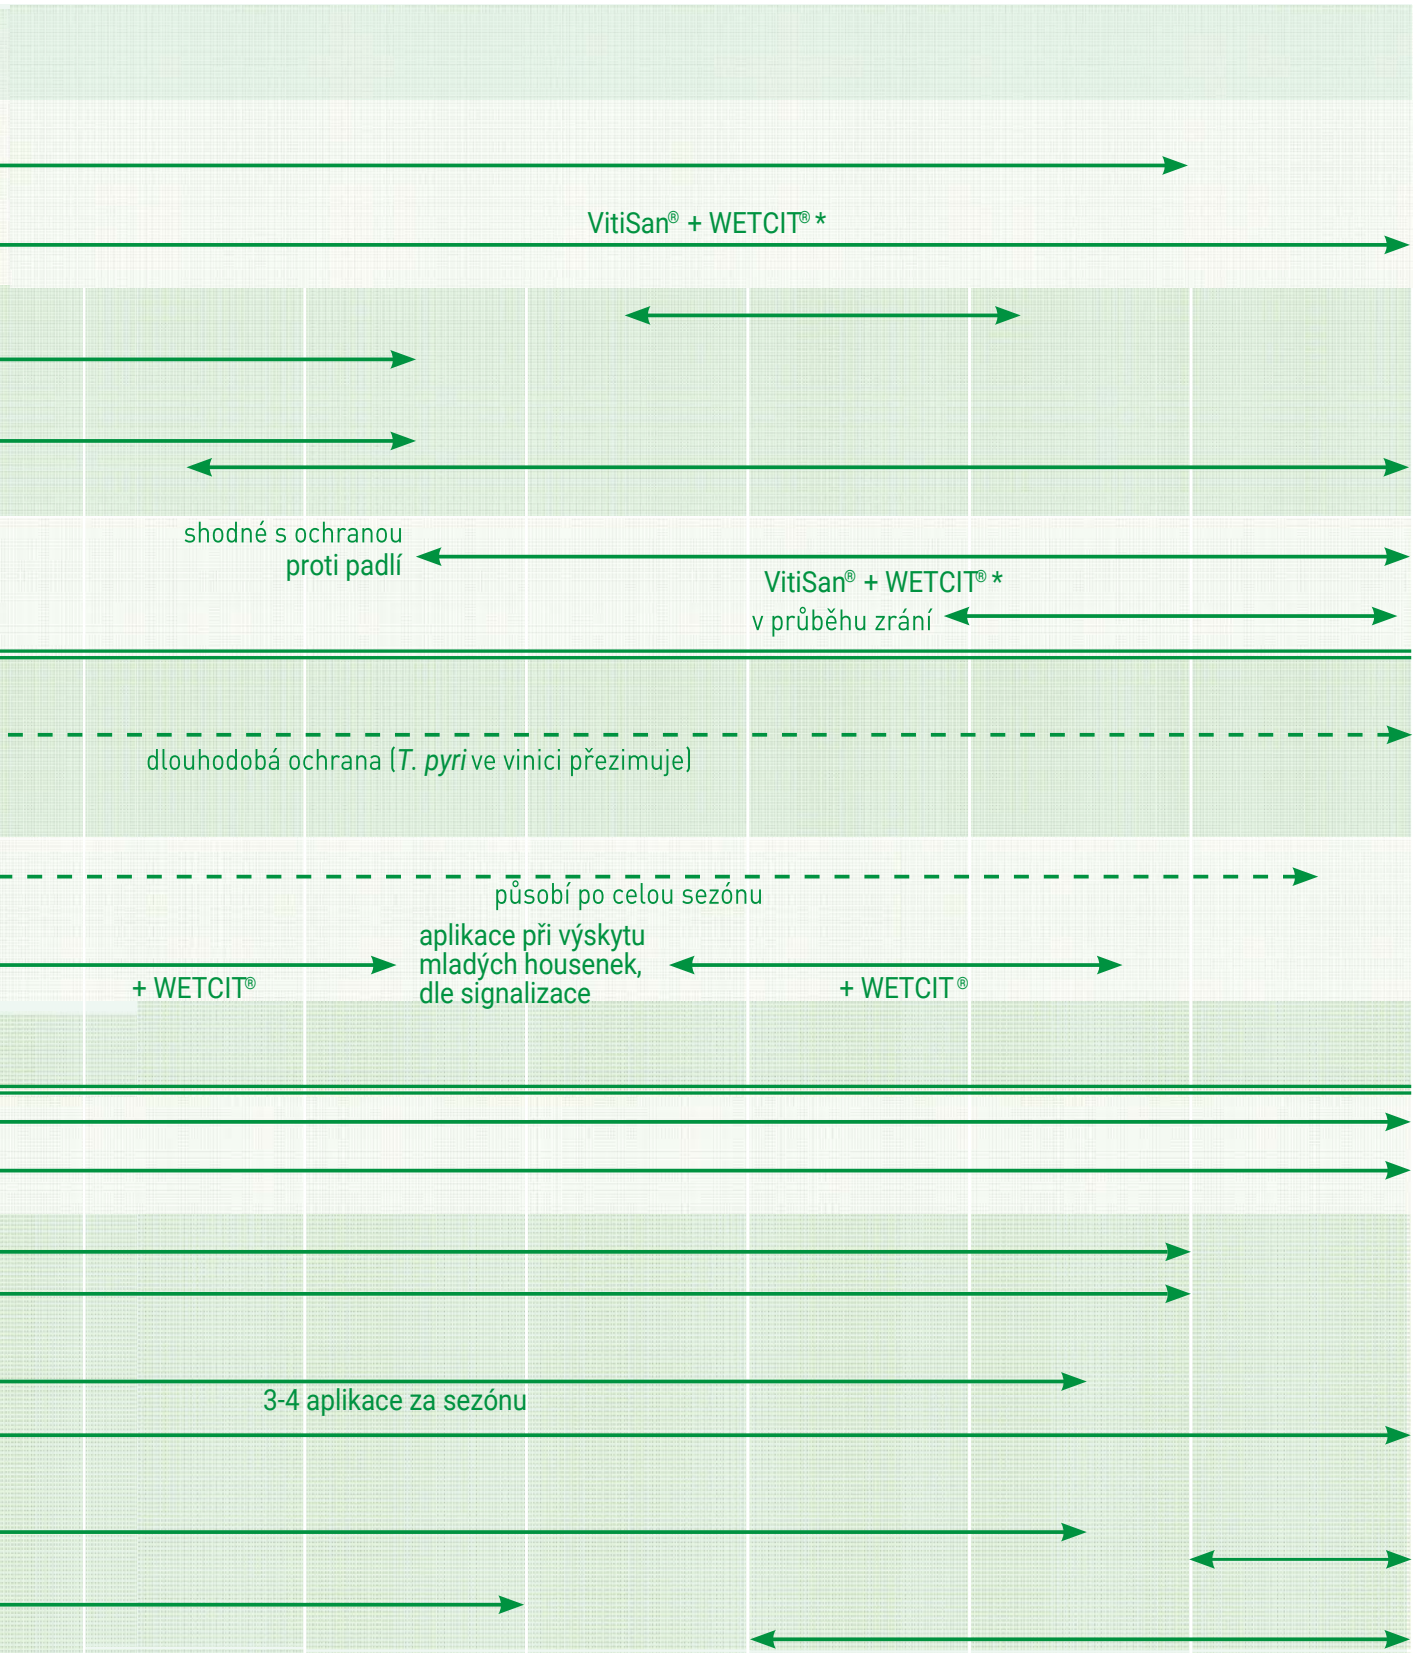 VitiSan® + WETCIT® *
shodné s ochranou
proti padlí
VitiSan® + WETCIT® *
v průběhu zrání
dlouhodobá ochrana (T. pyri ve vinici přezimuje)
působí po celou sezónu
aplikace při výskytu
mladých housenek,
dle signalizace
+ WETCIT®
+ WETCIT®
3-4 aplikace za sezónu